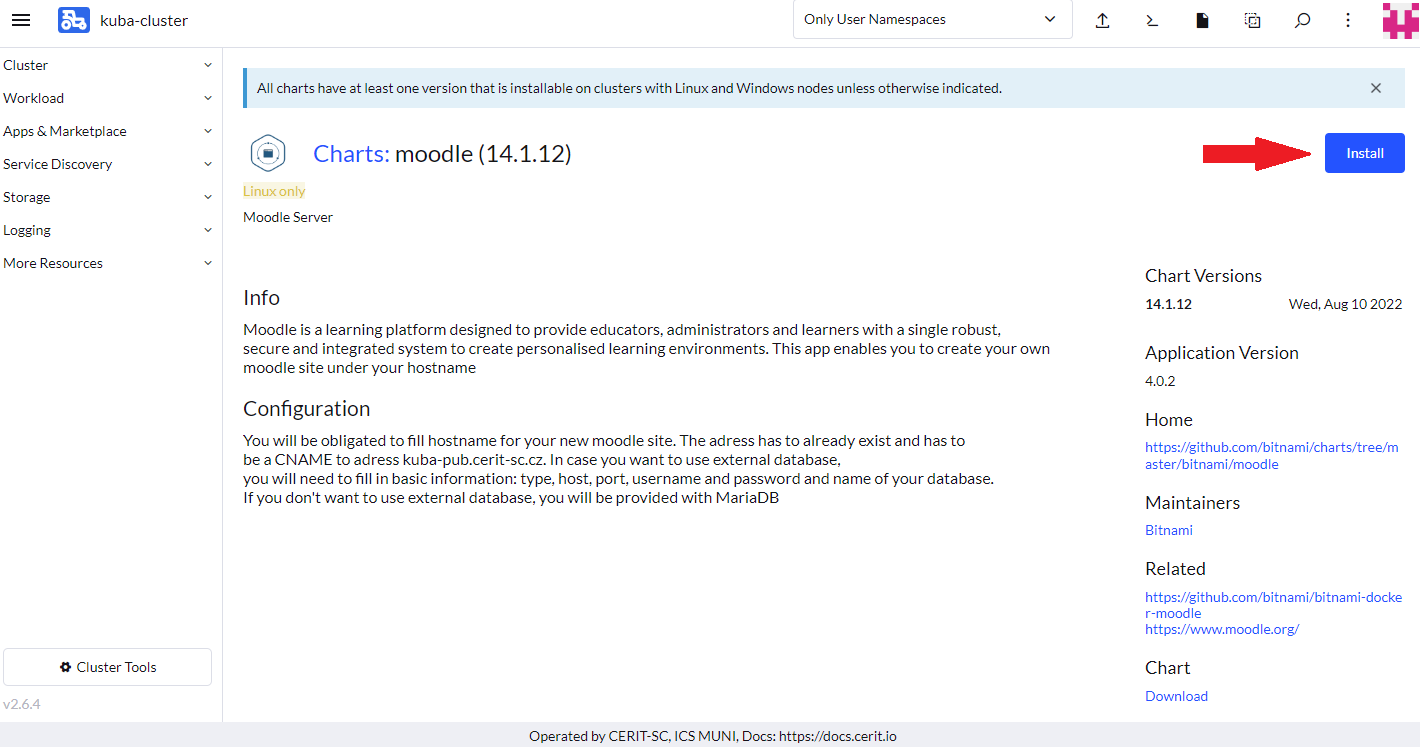 kuba-cluster
Only User Namespaces
Cluster
Workload
Apps & Marketplace
Service Discovery
Storage
Logging
More Resources
Cluster Tools
v2.6.4
All charts have at least one version that is installable on clusters with Linux and Windows nodes unless otherwise indicated.
Charts: moodle (14.1.12)
Install
Linux only
Moodle Server
Info
Moodle is a learning platform designed to provide educators, administrators and learners with a single robust,
secure and integrated system to create personalised learning environments. This app enables you to create your own
moodle site under your hostname
Configuration
You will be obligated to fill hostname for your new moodle site. The adress has to already exist and has to
be a CNAME to adress kuba-pub.cerit-sc.cz. In case you want to use external database,
you will need to fill in basic information: type, host, port, username and password and name of your database.
If you don't want to use external database, you will be provided with MariaDB
Chart Versions
14.1.12 Wed, Aug 10 2022
Application Version
4.0.2
Home
https://github.com/bitnami/charts/tree/m
aster/bitnami/moodle
Maintainers
Bitnami
Related
https://github.com/bitnami/bitnami-docke
r-moodle
https://www.moodle.org/
Chart
Download
Operated by CERIT-SC, ICS MUNI, Docs: https://docs.cerit.io